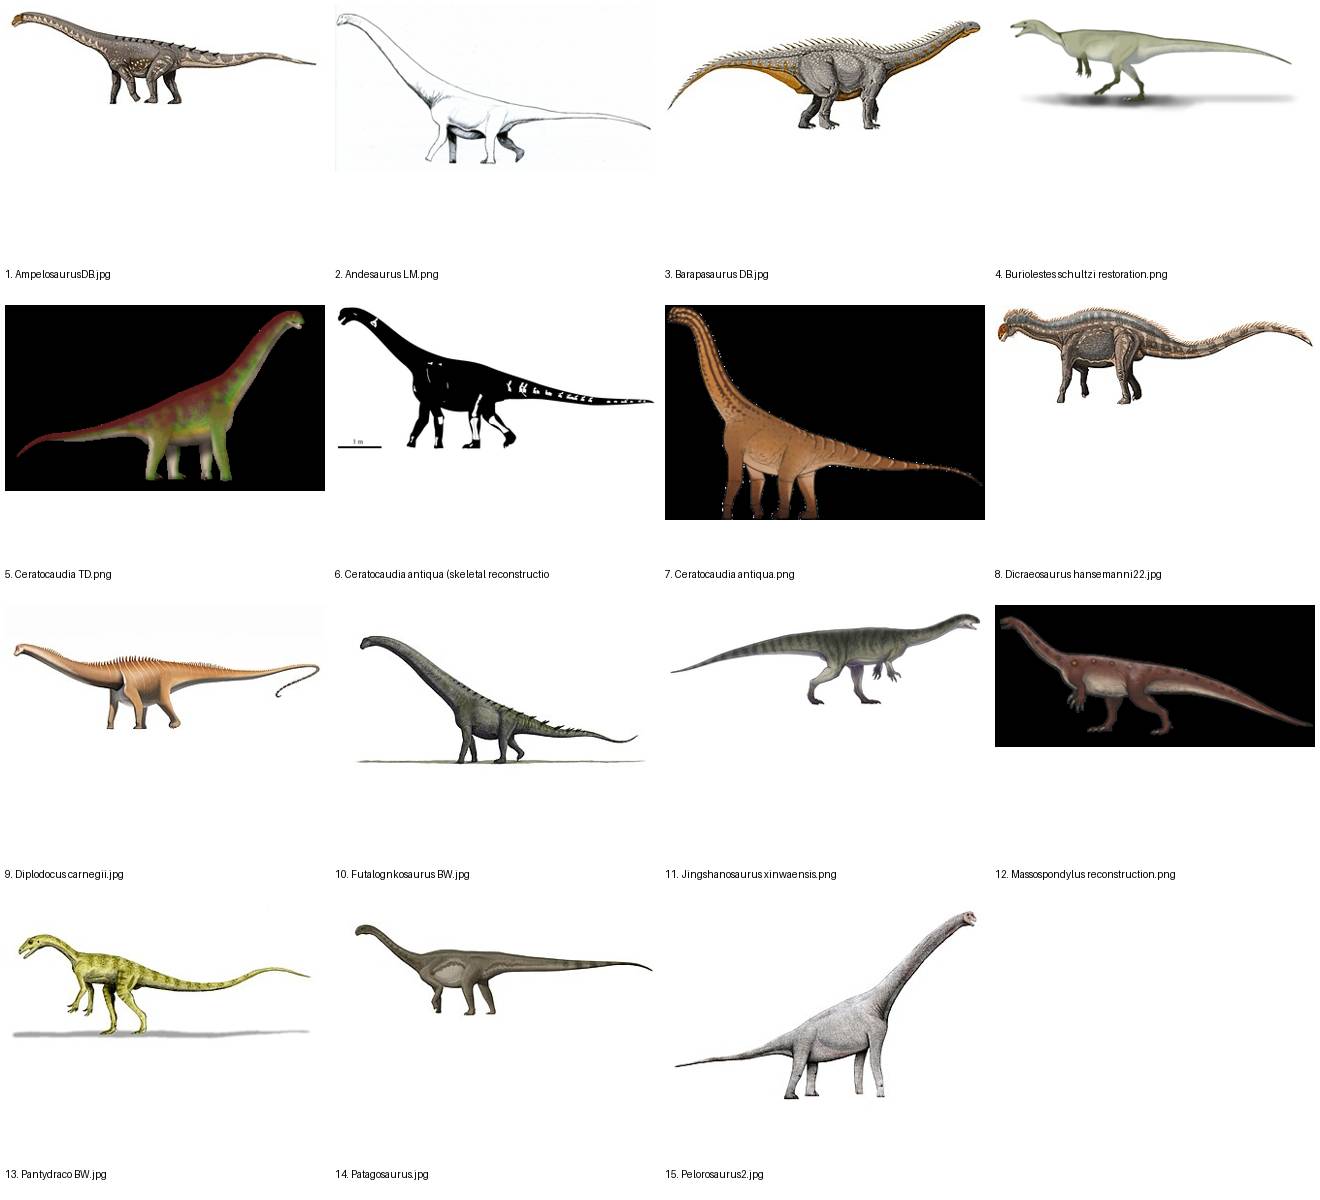 1. AmpelosaurusDB.jpg
2. Andesaurus LM.png
3. Barapasaurus DB.jpg
4. Buriolestes schultzi restoration.png
1 m
5. Ceratocaudia TD.png
6. Ceratocaudia antiqua (skeletal reconstructio
7. Ceratocaudia antiqua.png
8. Dicraeosaurus hansemanni22.jpg
9. Diplodocus carnegii.jpg
10. Futalognkosaurus BW.jpg
11. Jingshanosaurus xinwaensis.png
12. Massospondylus reconstruction.png
13. Pantydraco BW.jpg
14. Patagosaurus.jpg
15. Pelorosaurus2.jpg